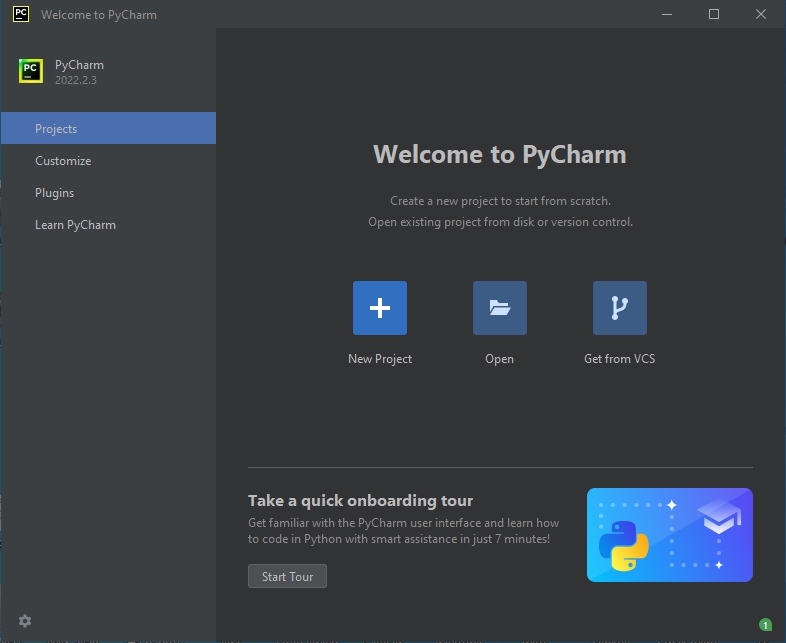 PC Welcome to PyCharm
PC PyCharm
2022.2.3
Projects
Customize
Plugins
Learn PyCharm
Welcome to PyCharm
Create a new project to start from scratch.
Open existing project from disk or version control.
New Project
Open
Get from VCS
Take a quick onboarding tour
Get familiar with the PyCharm user interface and learn how
to code in Python with smart assistance in just 7 minutes!
Start Tour
1